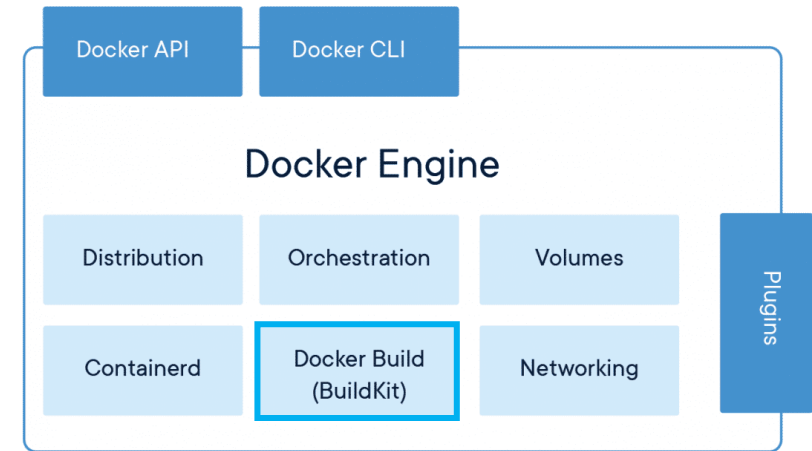 Docker API
Docker CLI
Docker Engine
Distribution
Orchestration
Volumes
Plugins
Containerd
Docker Build
(BuildKit)
Networking